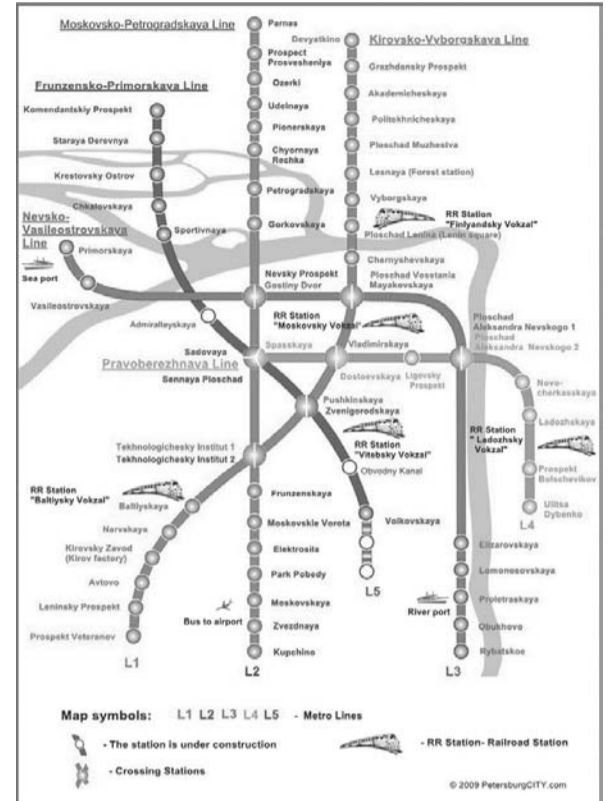 Moskovsko-Petrogradskaya Line
Parnas
Devyatkino
Kirovsko-Vyborgskaya Line
Prospect
Prosvesheniya
Grazhdansky Prospekt
Frunzensko-Primorskaya Line
Ozerki
Akademicheskaya
Komendantskiy Prospekt
Udelnaya
Politekhnicheskaya
Pionerskaya
Staraya Derevnya
Chyornaya
Rechka
Ploschad Muzhestva
Krestovsky Ostrov
Lesnaya (Forest station)
Petrogradskaya
Vyborgskaya
Chkalovskaya
Nevsko-
Vasileostrovskaya
Line
Sportivnaya
Gorkovskaya
RR Station
"Finlyandsky Vokzal"
Ploschad Lenina (Lenin square)
Primorskaya
Chernyshevskaya
Sea port
Nevsky Prospekt
Gostiny Dvor
Ploschad Vosstania
Mayakovskaya
Vasileostrovskaya
RR Station
"Moskovsky Vokzal"
Admiralteyskaya
Ploschad
Aleksandra Nevskogo 1
Ploschad
Aleksandra Nevskogo 2
Sadovaya
Spasskaya
Vladimirskaya
Pravoberezhnava Line
Sennaya Ploschad
Dostoevskaya
Ligovsky
Prospekt
Novo-
cherkasskaya
Pushkinskaya
Zvenigorodskaya
Ladozhskaya
RR Station
"Vitebsky Vokzal"
RR Station
" Ladozhsky
Vokzal"
Tekhnologichesky Institut 1
Tekhnologichesky Institut 2
Obvodny Kanal
Prospekt
Bolschevikov
RR Station
"Baltiysky Vokzal"
Baltiyskaya
Frunzenskaya
Ulitsa
Dybenko
L4
Narvskaya
Moskovskie Vorota
Volkovskaya
Kirovsky Zavod
(Kirov factory)
Elektrosila
Elizarovskaya
Avtovo
Park Pobedy
L5
Lomonosovskaya
Leninsky Prospekt
Moskovskaya
Proletraskaya
Bus to airport
River port
Prospekt Veteranov
Zvezdnaya
Obukhovo
Kupchino
Rybatskoe
L1
L2
L3
Map symbols: L1 L2 L3 L4 L5 - Metro Lines
- The station is under construction
- RR Station- Railroad Station
- Crossing Stations
© 2009 PetersburgCITY.com